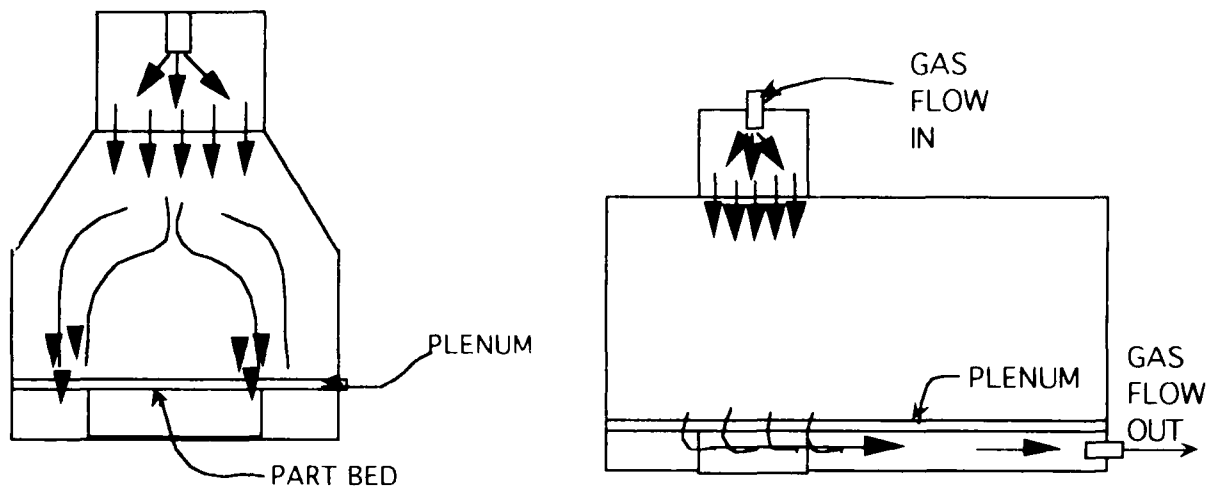 PLENUM
PART BED
GAS
FLOW
IN
PLENUM
GAS
FLOW
OUT